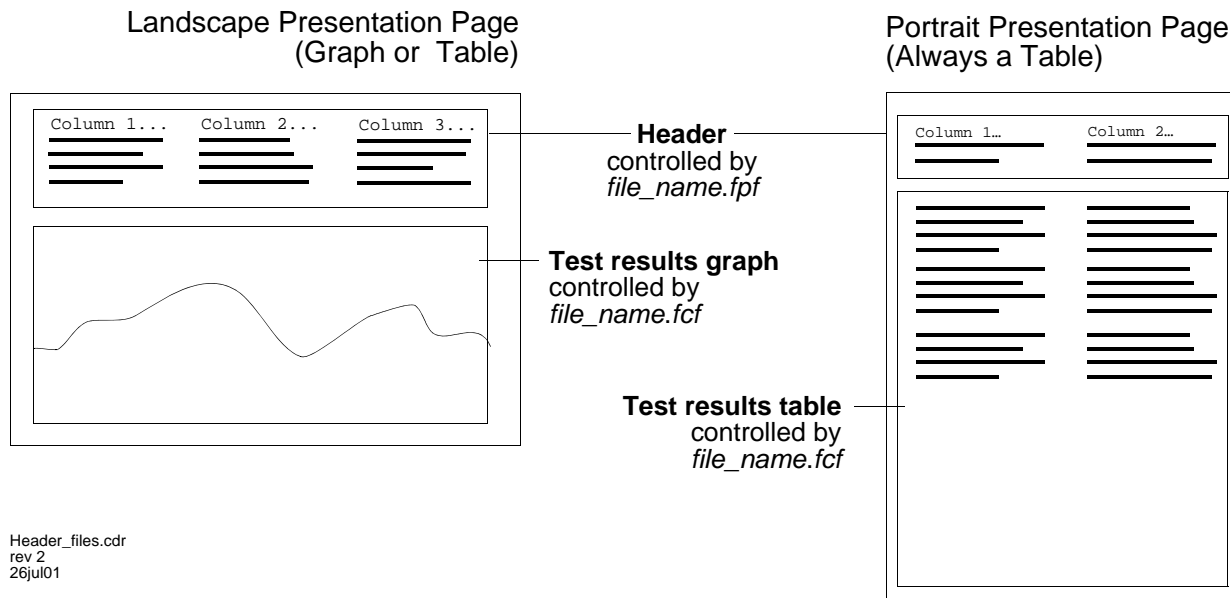 Landscape Presentation Page
(Graph or Table)
Portrait Presentation Page
(Always a Table)
Column 1...
Column 2...
Column 3...
Header
controlled by
file_name.fpf
Column 1…
Column 2…
Test results graph
controlled by
file_name.fcf
Test results table
controlled by
file_name.fcf
Header_files.cdr
rev 2
26jul01